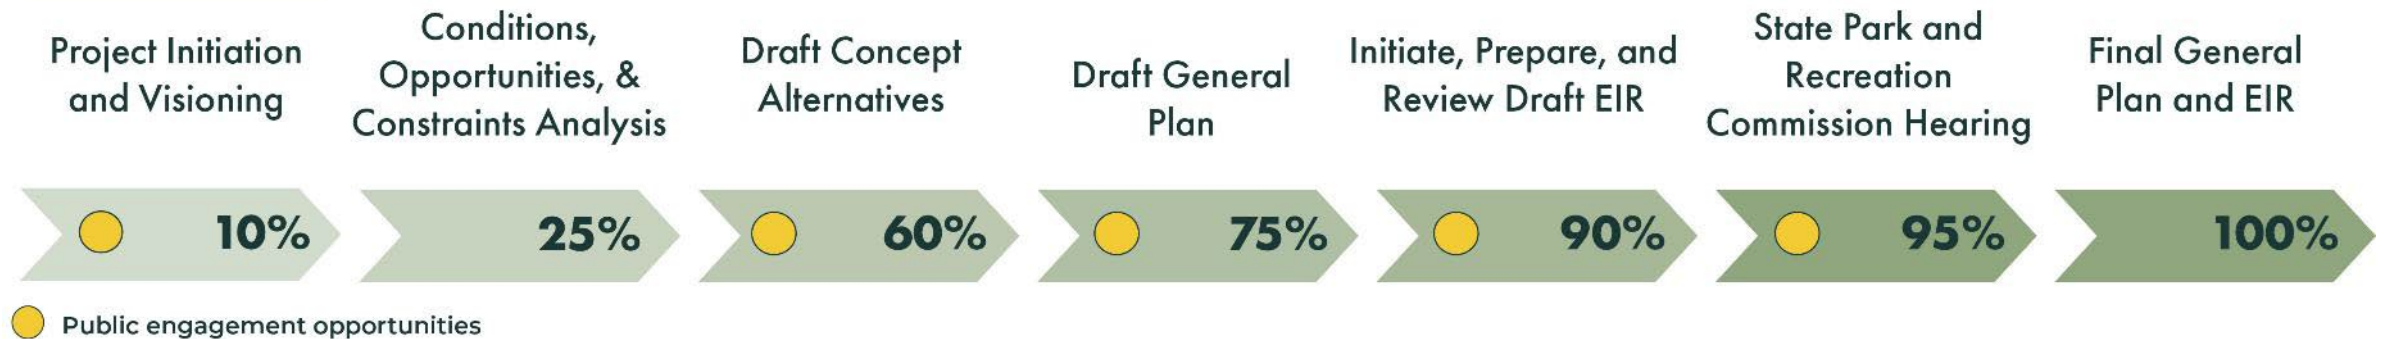 Project Initiation
and Visioning
Conditions,
Opportunities, &
Constraints Analysis
Draft Concept
Alternatives
Draft General
Plan
Initiate, Prepare, and
Review Draft EIR
State Park and
Recreation
Commission Hearing
Final General
Plan and EIR
10%
25%
60%
75%
90%
95%
100%
Public engagement opportunities